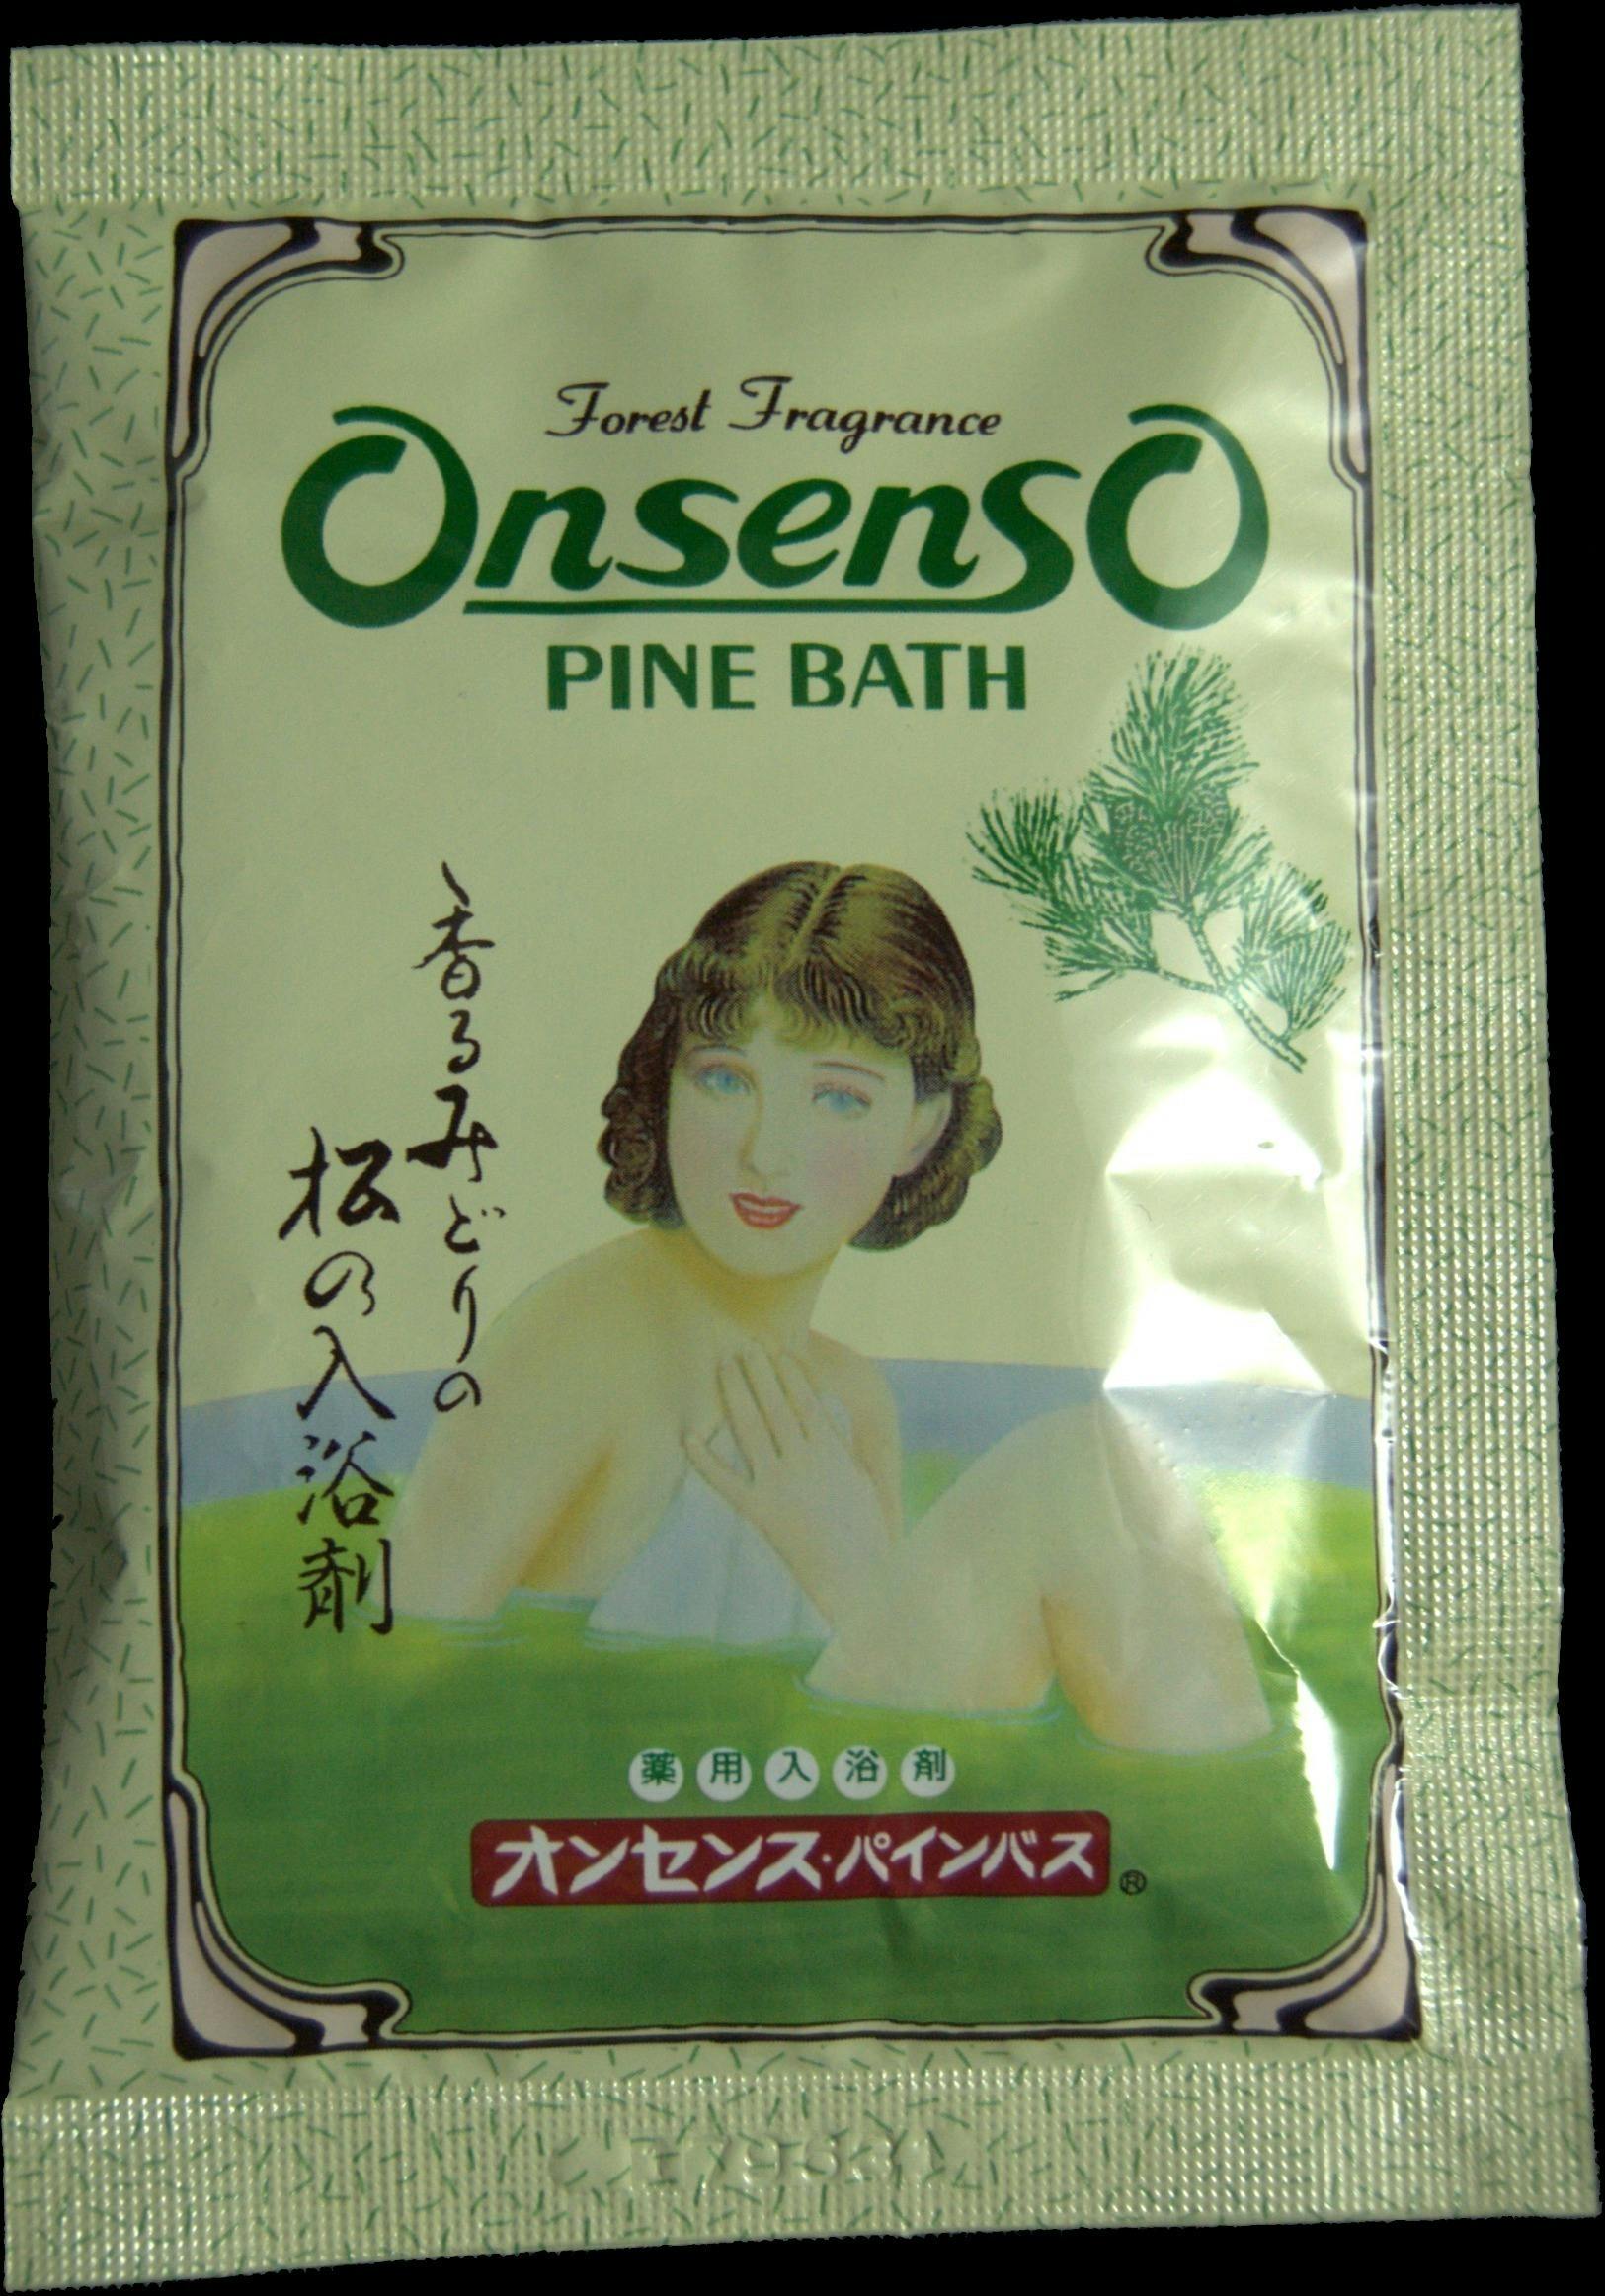 Forest Fragrance
OnsensO
PINE BATH
香るみどりの
松の入浴剤
薬用入浴剤
オンセンス・パインバス®